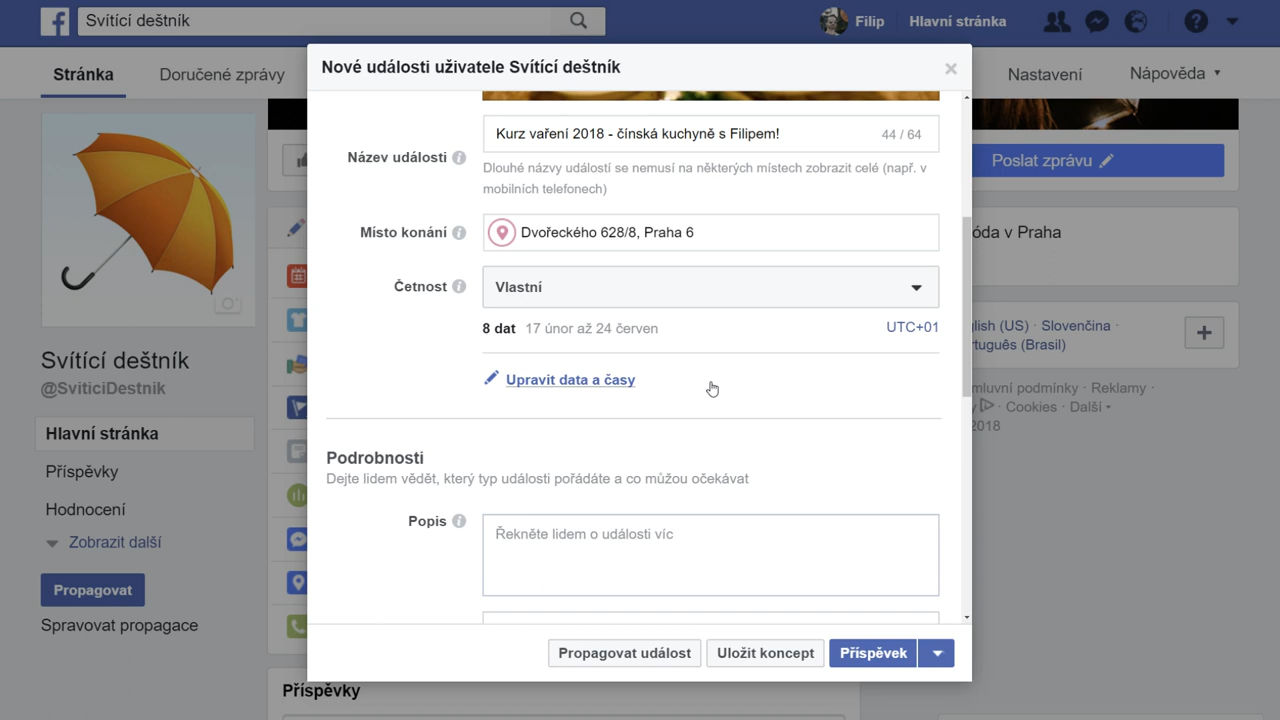 Svítící deštník
Filip
Hlavní stránka
Stránka
Doručené zprávy
Nastavení
Nápověda
Nové události uživatele Svítící deštník
Název události
Kurz vaření 2018 - čínská kuchyně s Filipem!
44 / 64
Dlouhé názvy událostí se nemusí na některých místech zobrazit celé (např. v
mobilních telefonech)
Místo konání
Dvořeckého 628/8, Praha 6
Četnost
Vlastní
8 dat 17 únor až 24 červen
UTC+01
Upravit data a časy
Podrobnosti
Dejte lidem vědět, který typ události pořádáte a co můžou očekávat
Popis
Řekněte lidem o události víc
Propagovat událost
Uložit koncept
Příspěvek
Svítící deštník
@SviticiDestnik
Hlavní stránka
Příspěvky
Hodnocení
Zobrazit další
Propagovat
Spravovat propagace
Příspěvky
Poslat zprávu
óda v Praha
lish (US) · Slovenčina ·
tuguês (Brasil)
mluvní podmínky · Reklamy ·
Cookies · Další
2018